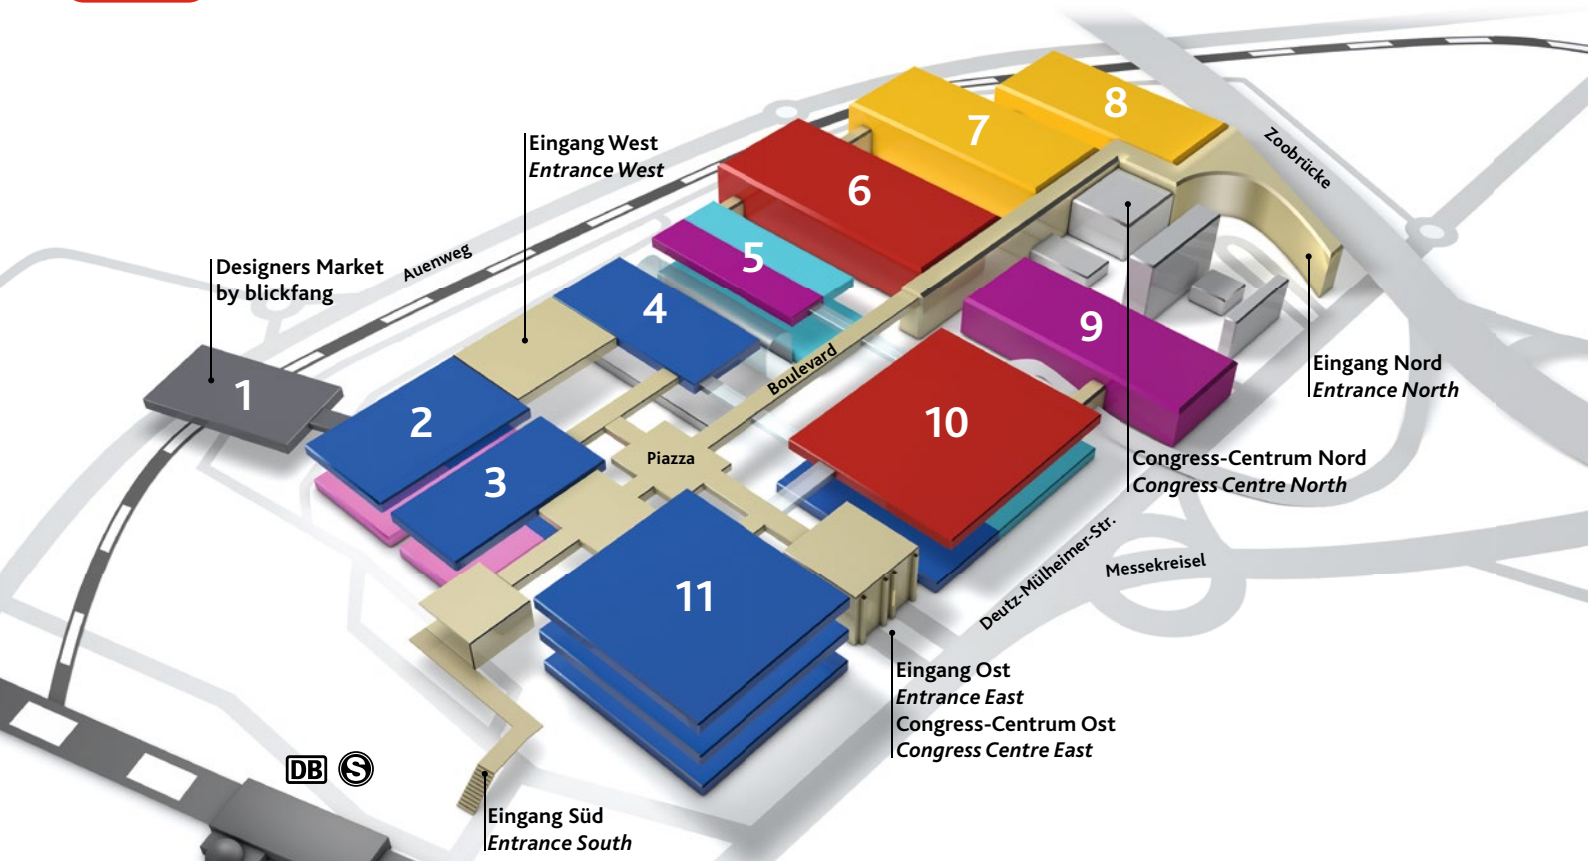 8
7
Zoobrücke
Eingang West
Entrance West
6
5
Auenweg
Designers Market
by blickfang
4
9
Eingang Nord
Entrance North
Boulevard
1
2
10
Piazza
Congress-Centrum Nord
Congress Centre North
3
Deutz-Mülheimer-Str.
Messekreisel
11
Eingang Ost
Entrance East
Congress-Centrum Ost
Congress Centre East
DB S
Eingang Süd
Entrance South